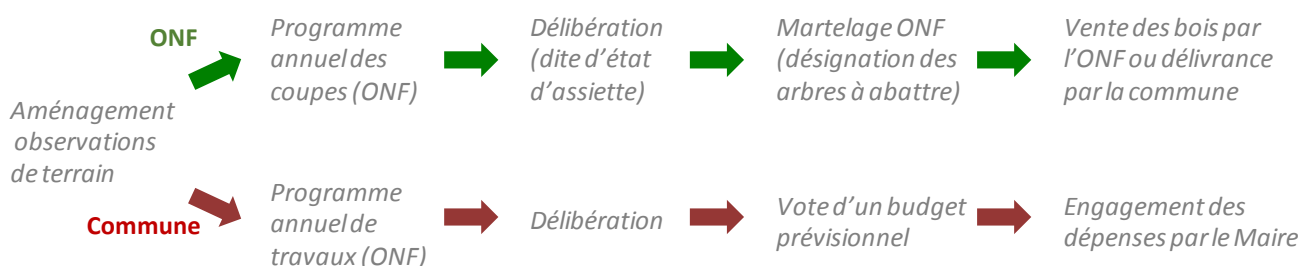 Aménagement
observations
de terrain
ONF
Programme
annuel des
coupes (ONF)
Délibération
(dite d'état
d'assiette)
Martelage ONF
(désignation des
arbres à abattre)
Vente des bois par
l'ONF ou délivrance
par la commune
Commune
Programme
annuel de
travaux (ONF)
Délibération
Vote d'un budget
prévisionnel
Engagement des
dépenses par le Maire